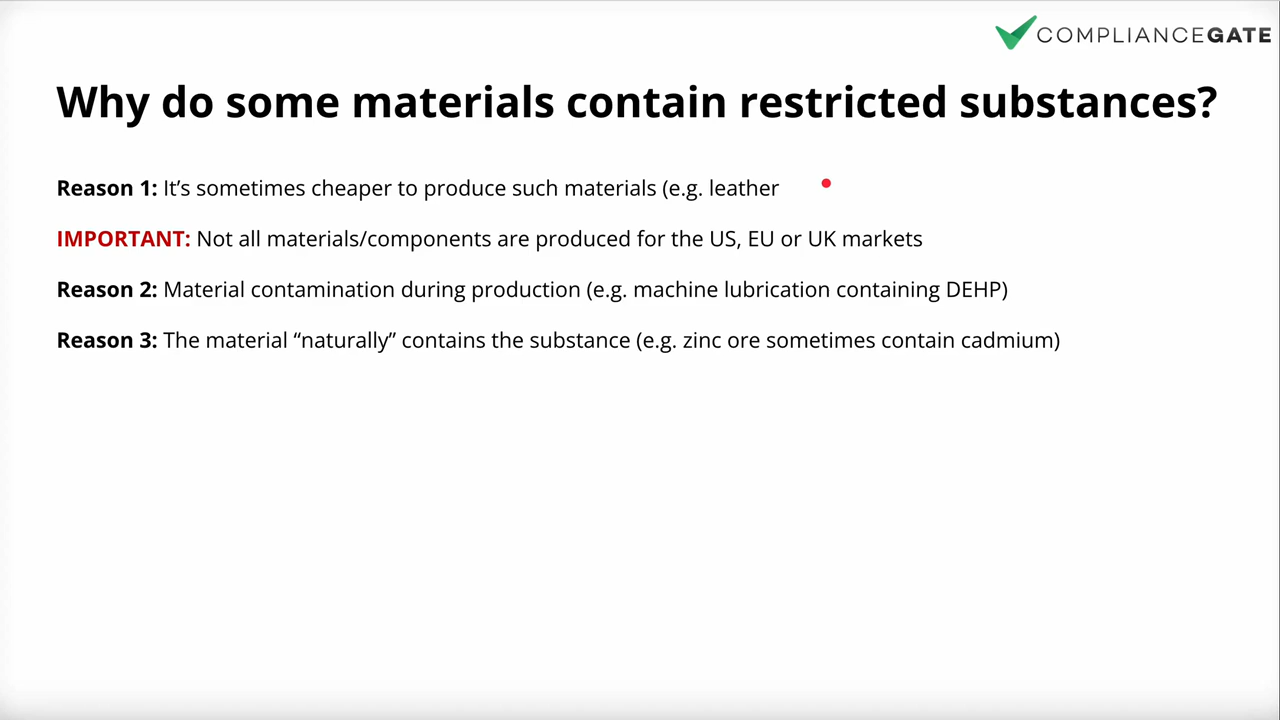 COMPLIANCEGATE
Why do some materials contain restricted substances?
Reason 1: It’s sometimes cheaper to produce such materials (e.g. leather
IMPORTANT: Not all materials/components are produced for the US, EU or UK markets
Reason 2: Material contamination during production (e.g. machine lubrication containing DEHP)
Reason 3: The material “naturally” contains the substance (e.g. zinc ore sometimes contain cadmium)